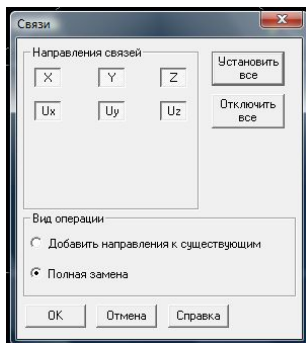 Связи
Направления связей
X Y Z
Ux Uy Uz
Установить
все
Отключить
все
Вид операции
Добавить направления к существующим
Полная замена
OK Отмена Справка